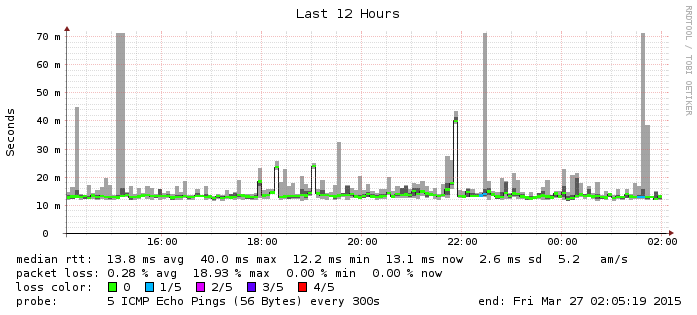 Last 12 Hours
RRDTOOL / TOBI OETIKER
Seconds
70 m
60 m
50 m
40 m
30 m
20 m
10 m
0
16:00 18:00 20:00 22:00 00:00 02:00
median rtt: 13.8 ms avg 40.0 ms max 12.2 ms min 13.1 ms now 2.6 ms sd 5.2 am/s
packet loss: 0.28 % avg 18.93 % max 0.00 % min 0.00 % now
loss color: 0 1/5 2/5 3/5 4/5
probe: 5 ICMP Echo Pings (56 Bytes) every 300s end: Fri Mar 27 02:05:19 2015